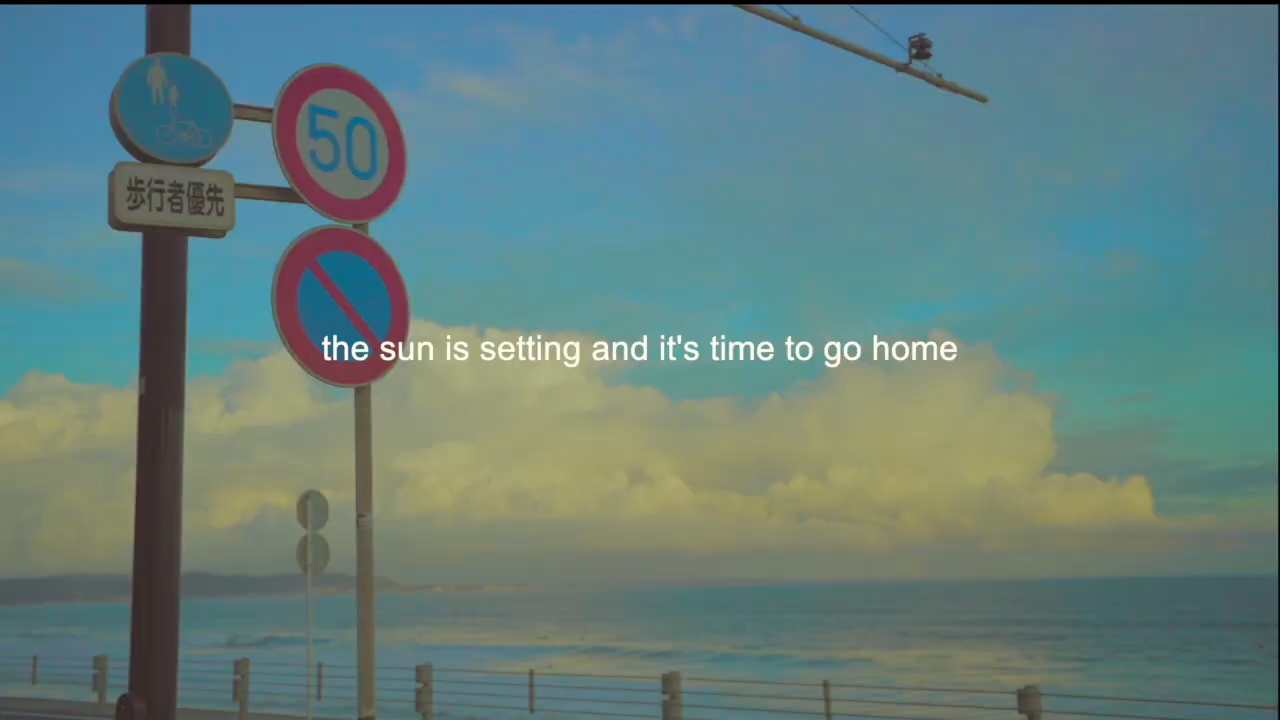 50
歩行者優先
the sun is setting and it's time to go home